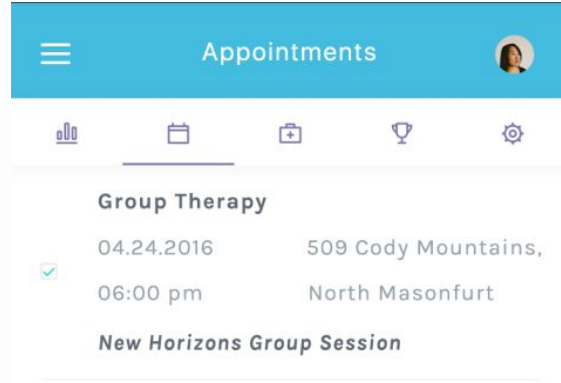 Appointments
Group Therapy
04.24.2016 509 Cody Mountains,
06:00 pm North Masonfurt
New Horizons Group Session